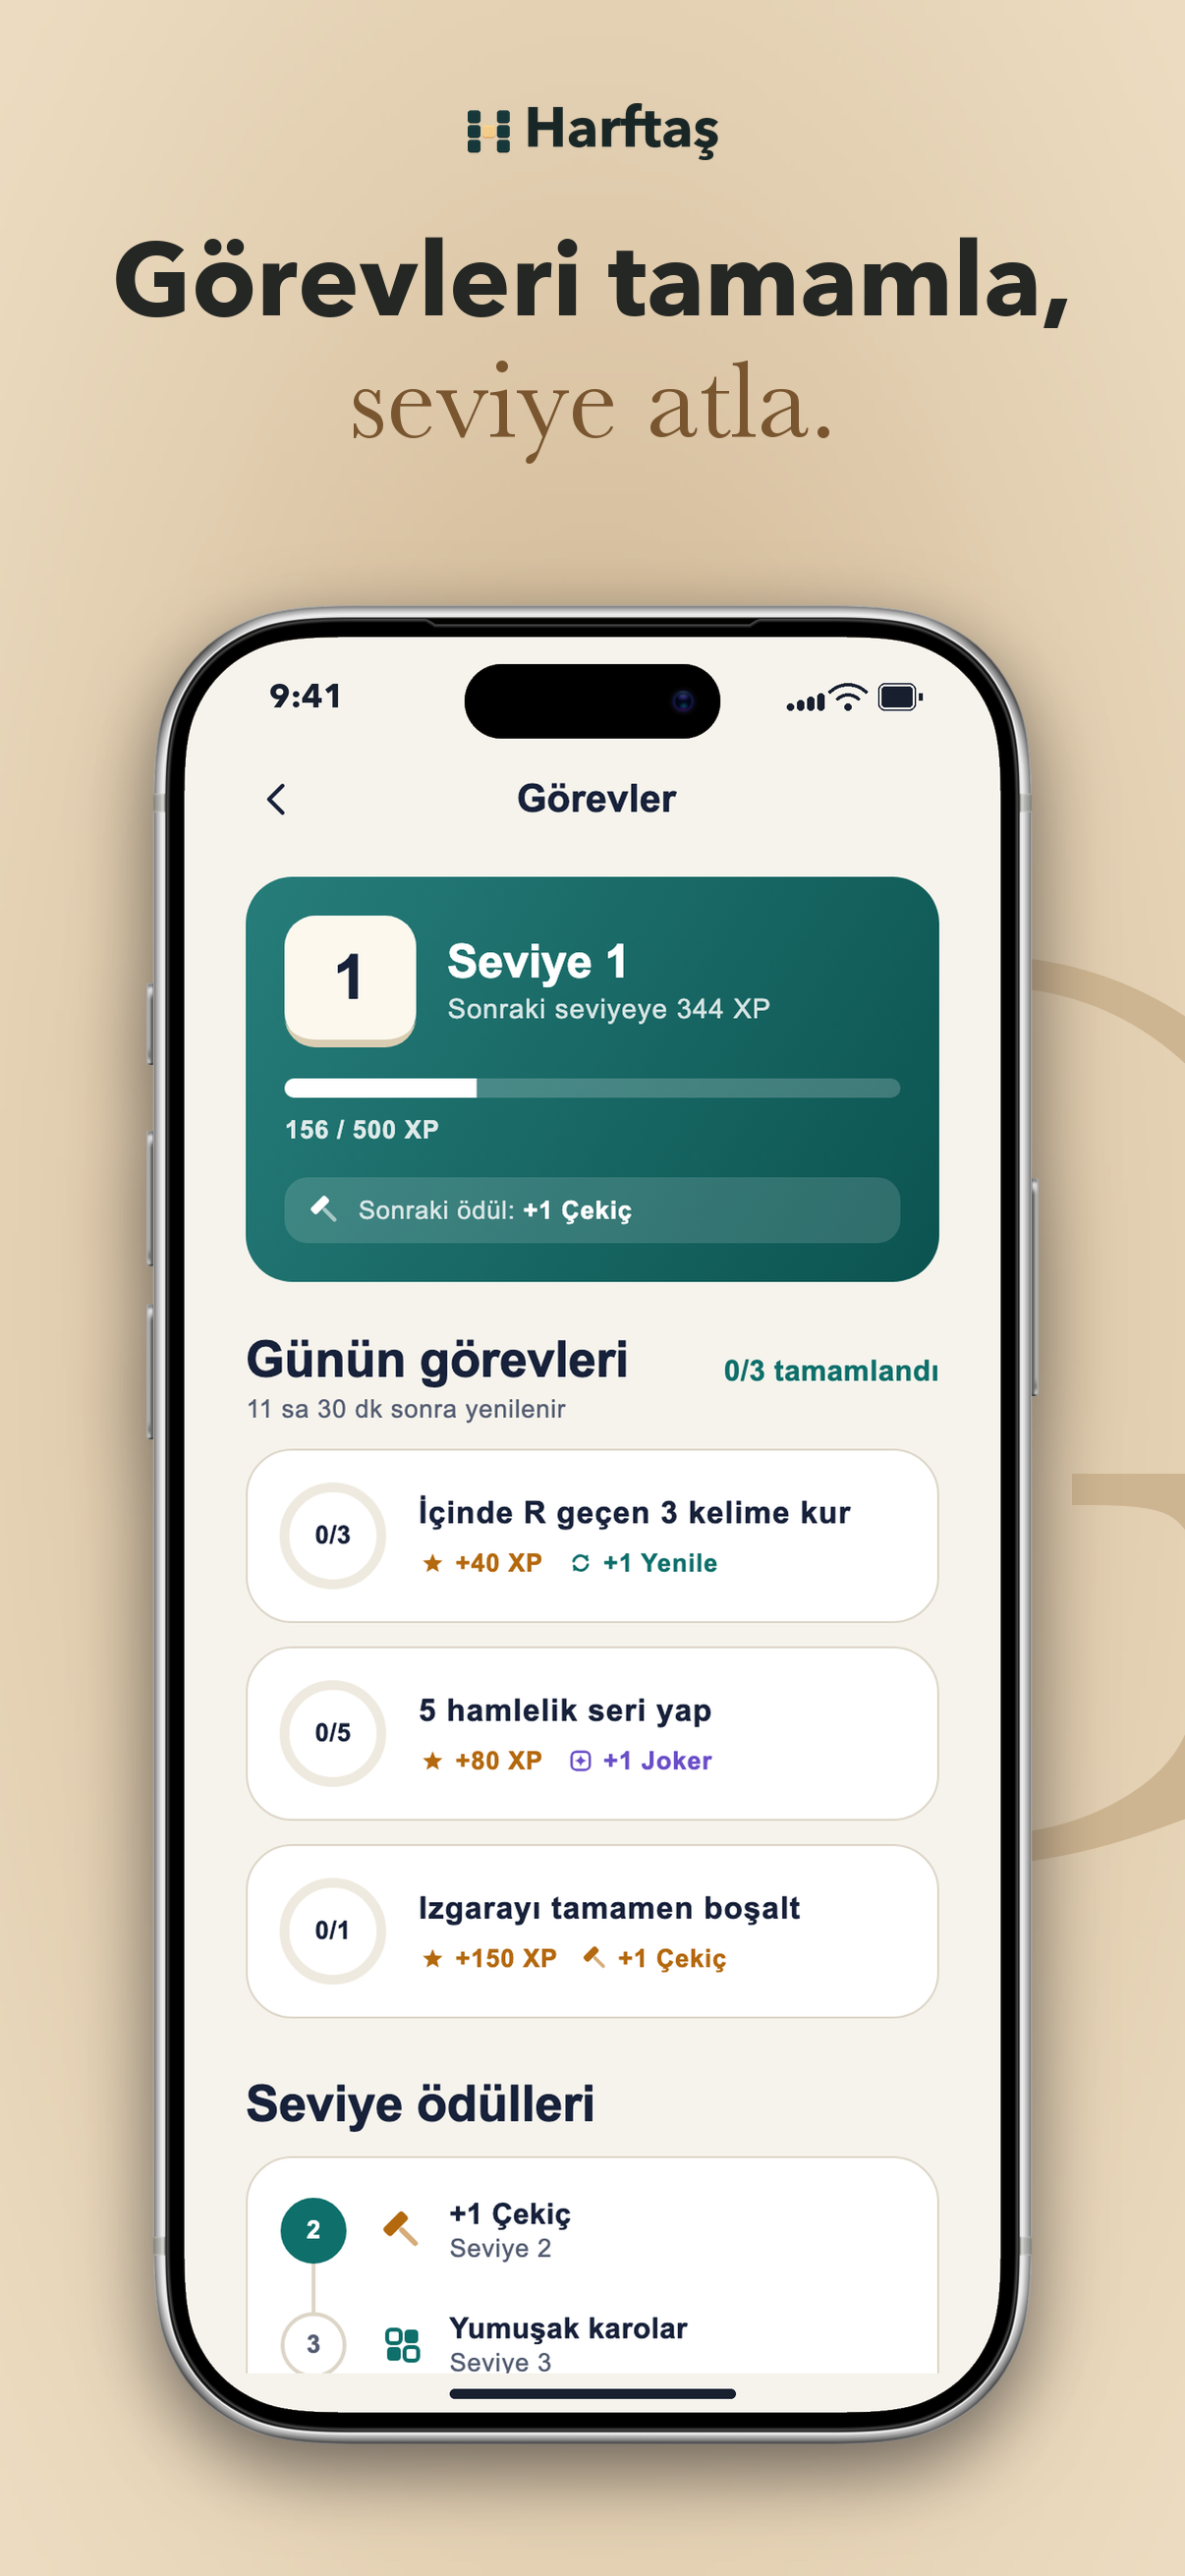 Harftaş
Görevleri tamamla,
seviye atla.
9:41
Görevler
1
Seviye 1
Sonraki seviyeye 344 XP
156 / 500 XP
Sonraki ödül: +1 Çekiç
Günün görevleri
0/3 tamamlandı
11 sa 30 dk sonra yenilenir
0/3
İçinde R geçen 3 kelime kur
+40 XP +1 Yenile
0/5
5 hamlelik seri yap
+80 XP +1 Joker
0/1
Izgarayı tamamen boşalt
+150 XP +1 Çekiç
Seviye ödülleri
2
+1 Çekiç
Seviye 2
3
Yumuşak karolar
Seviye 3